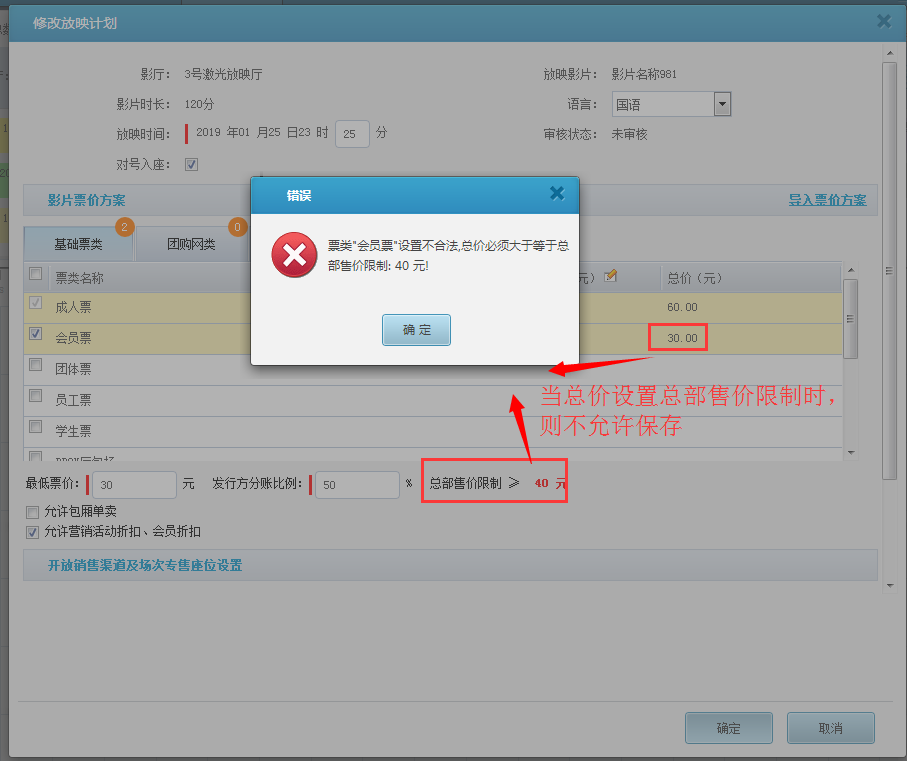 修改放映计划
影厅: 3号激光放映厅
放映影片: 影片名称981
影片时长: 120分
语言: 国语
放映时间: 2019 年01 月25 日23 时 25 分
审核状态: 未审核
对号入座:
影片票价方案
导入票价方案
基础票类 2
团购网类 0
票类名称
元）
总价（元）
成人票 60.00
会员票 30.00
团体票
员工票
学生票
错误
票类"会员票"设置不合法,总价必须大于等于总
部售价限制: 40 元!
确 定
当总价设置总部售价限制时，
则不允许保存
最低票价: 30 元 发行方分账比例: 50 % 总部售价限制 ≥ 40 元
允许包厢单卖
允许营销活动折扣、会员折扣
开放销售渠道及场次专售座位设置
确定
取消